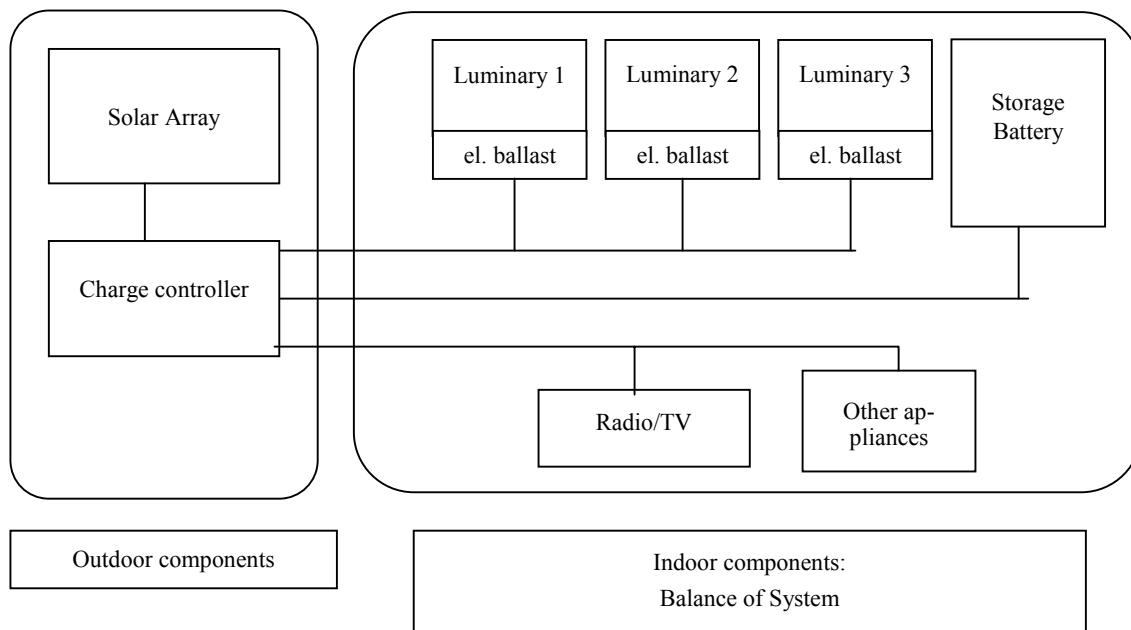 Solar Array
Charge controller
Luminary 1
el. ballast
Luminary 2
el. ballast
Luminary 3
el. ballast
Storage
Battery
Radio/TV
Other ap-
pliances
Outdoor components
Indoor components:
Balance of System